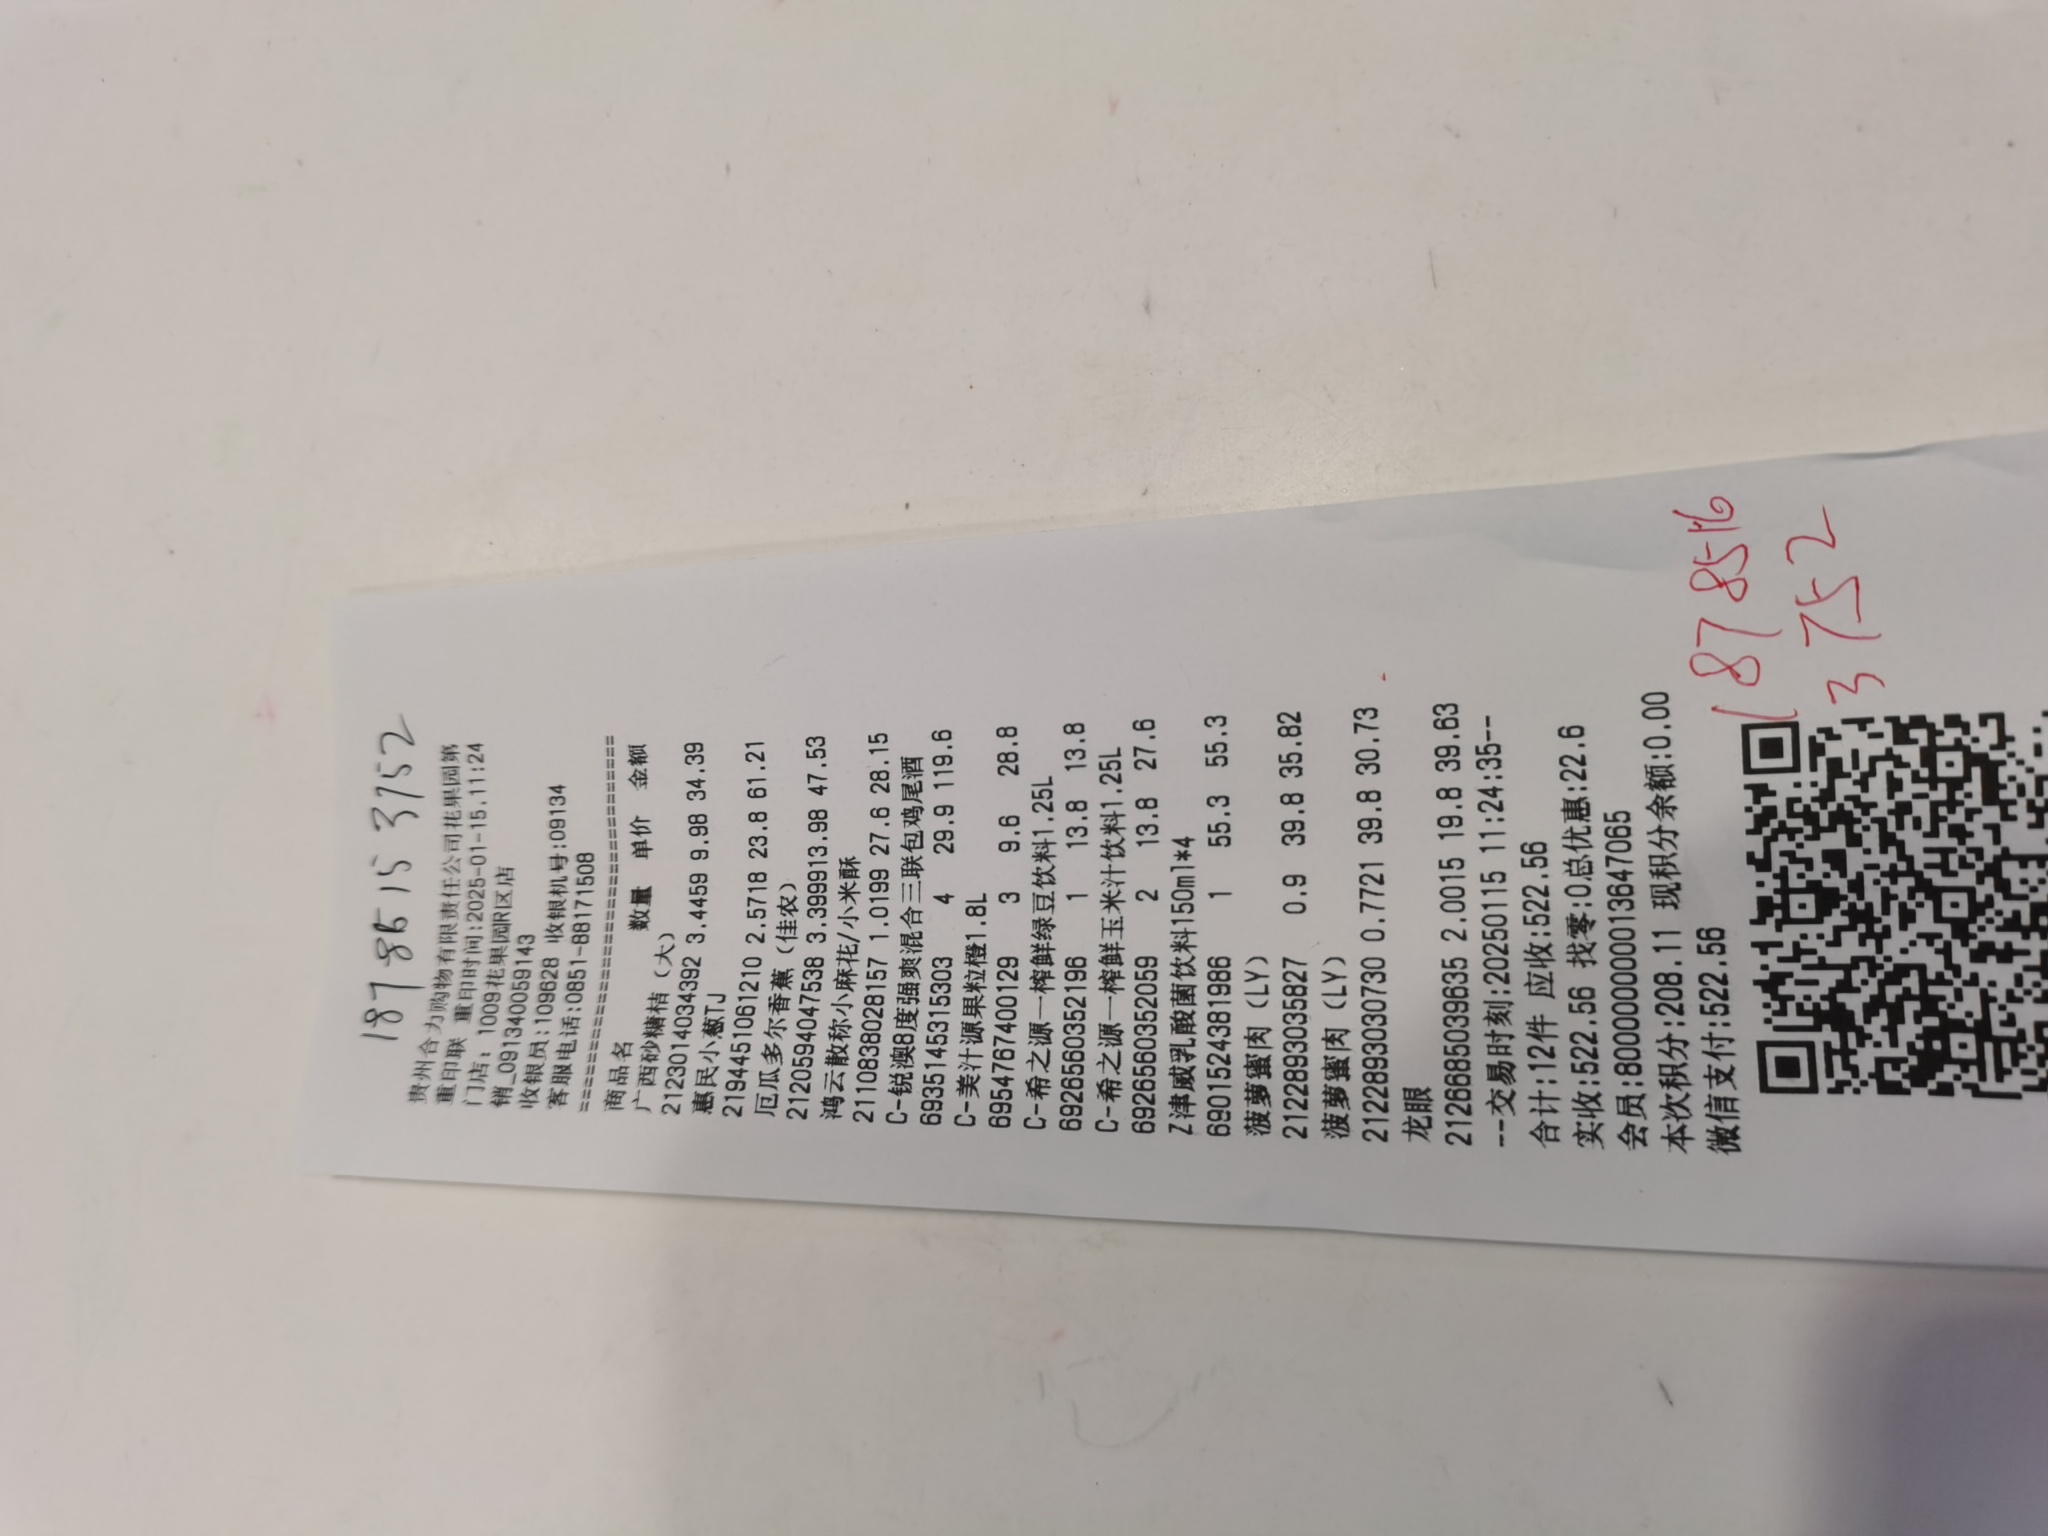 187 8515 3752
贵州合力购物有限责任公司花果园第
重印联 重印时间:2025-01-15,11:24
门店: 1009花果园R区店
销_091340059143
收银员:109628 收银机号:09134
客服电话:0851-88171508
================================
商品名 数量 单价 金额
广西砂糖桔(大)
2123014034392 3.4459 9.98 34.39
惠民小葱TJ
2194451061210 2.5718 23.8 61.21
厄瓜多尔香蕉(佳农)
2120594047538 3.399913.98 47.53
鸿云散称小麻花/小米酥
2110838028157 1.0199 27.6 28.15
C-锐澳8度强爽混合三联包鸡尾酒
6935145315303 4 29.9 119.6
C-美汁源果粒橙1.8L
6954767400129 3 9.6 28.8
C-希之源一榨鲜绿豆饮料1.25L
6926560352196 1 13.8 13.8
C-希之源一榨鲜玉米汁饮料1.25L
6926560352059 2 13.8 27.6
Z津威乳酸菌饮料150ml*4
6901524381986 1 55.3 55.3
菠萝蜜肉(LY)
2122893035827 0.9 39.8 35.82
菠萝蜜肉(LY)
2122893030730 0.7721 39.8 30.73
龙眼
2126685039635 2.0015 19.8 39.63
--交易时刻:20250115 11:24:35--
合计:12件 应收:522.56
实收:522.56 找零:0总优惠:22.6
会员:8000000000013647065
本次积分:208.11 现积分余额:0.00
微信支付:522.56
187 8516
3752